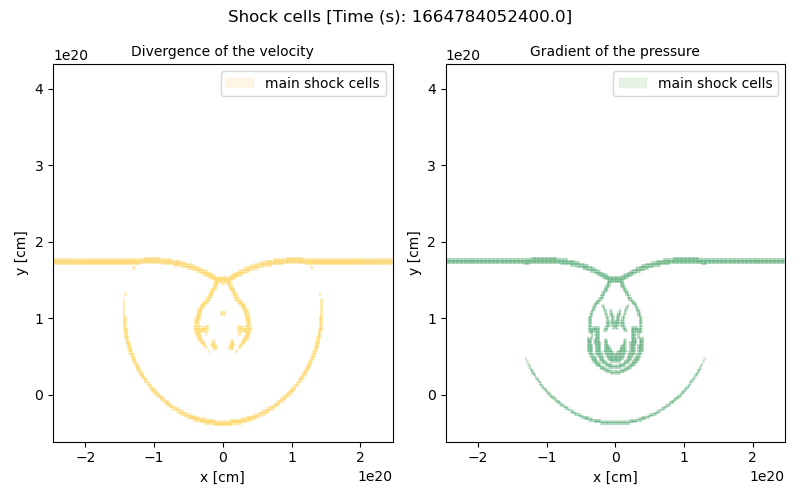 Shock cells [Time (s): 1664784052400.0]
Divergence of the velocity
1e20
main shock cells
4
3
2
1
0
y [cm]
−2
−1
0
1
2
x [cm]
1e20
Gradient of the pressure
1e20
main shock cells
4
3
2
1
0
y [cm]
−2
−1
0
1
2
x [cm]
1e20